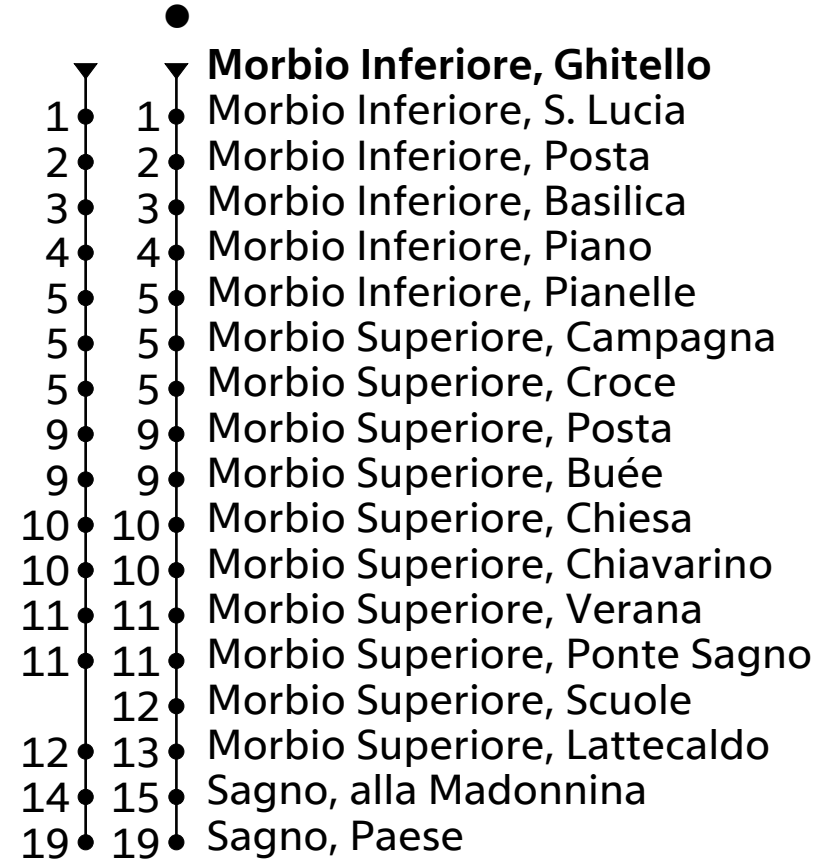 Morbio Inferiore, Ghitello
1 1 Morbio Inferiore, S. Lucia
2 2 Morbio Inferiore, Posta
3 3 Morbio Inferiore, Basilica
4 4 Morbio Inferiore, Piano
5 5 Morbio Inferiore, Pianelle
5 5 Morbio Superiore, Campagna
5 5 Morbio Superiore, Croce
9 9 Morbio Superiore, Posta
9 9 Morbio Superiore, Buée
10 10 Morbio Superiore, Chiesa
10 10 Morbio Superiore, Chiavarino
11 11 Morbio Superiore, Verana
11 11 Morbio Superiore, Ponte Sagno
12 Morbio Superiore, Scuole
12 13 Morbio Superiore, Lattecaldo
14 15 Sagno, alla Madonnina
19 19 Sagno, Paese